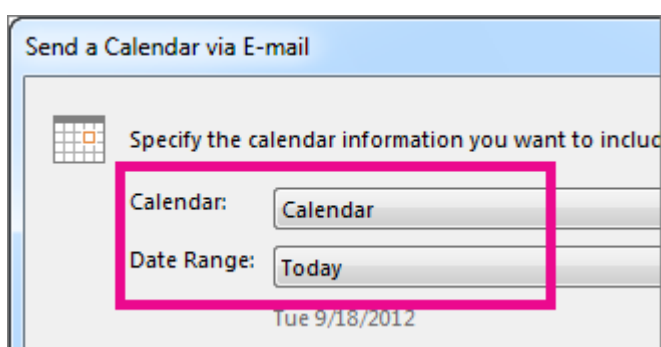 Send a Calendar via E-mail
Specify the calendar information you want to
Calendar: Calendar
Date Range: Today
Tue 9/18/2012